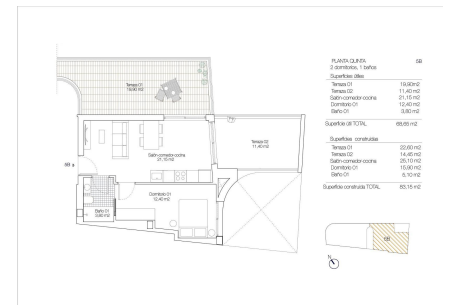 PLANTA QUINTA 5B
2 dormitorios, 1 baños
Superficies útiles
Terraza 01 19,90m2
Terraza 02 11,40 m2
Salón-comedor-cocina 21,15 m2
Dormitorio 01 12,40 m2
Baño 01 3,80 m2
Superficie útil TOTAL 68,65 m2
Superficies construidas
Terraza 01 22,60 m2
Terraza 02 14,45 m2
Salón-comedor-cocina 25,10 m2
Dormitorio 01 15,90 m2
Baño 01 5,10 m2
Superficie construida TOTAL 83,15 m2
Terraza 01
19,90 m2
Terraza 02
11,40 m2
Salón-comedor-cocina
21,15 m2
Dormitorio 01
12,40 m2
Baño 01
3,80 m2
N